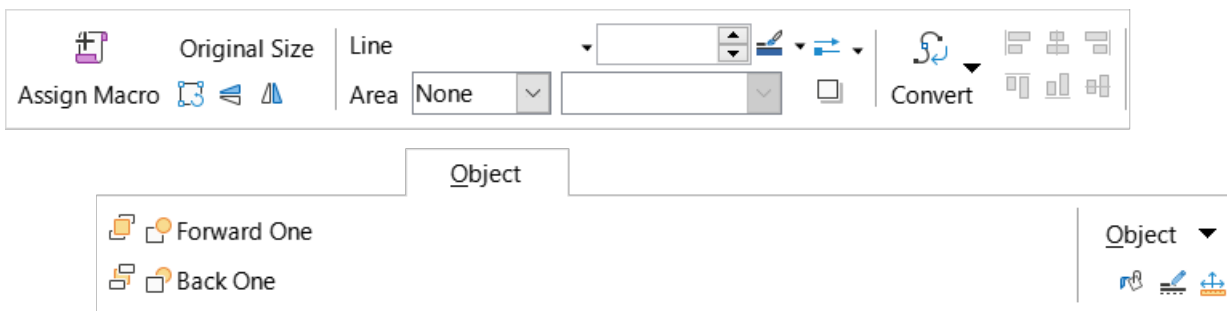 Original Size Line
Assign Macro Area None Convert
Object
Forward One Object
Back One